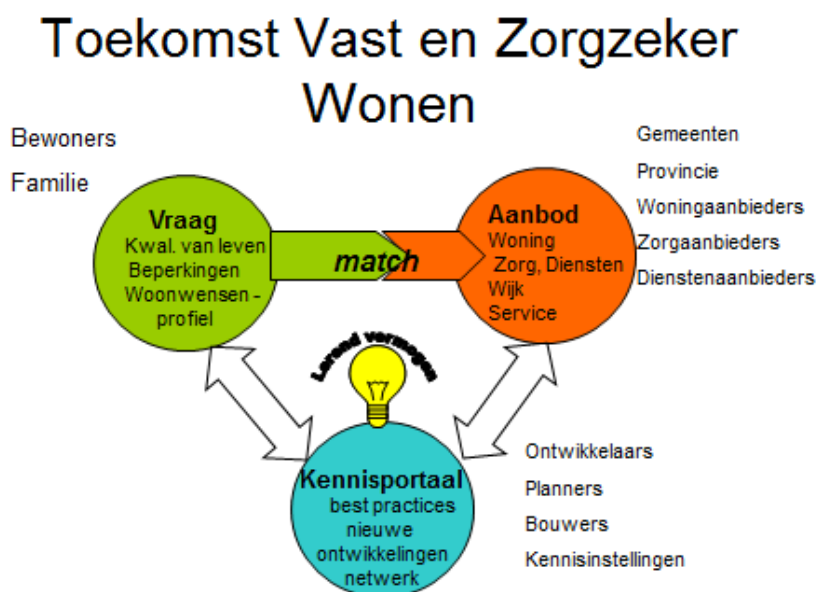 Toekomst Vast en Zorgzeker
Wonen
Bewoners
Familie
Vraag
Kwal. van leven
Beperkingen
Woonwensen -
profiel
match
Aanbod
Woning
Zorg, Diensten
Wijk
Service
Gemeenten
Provincie
Woningaanbieders
Zorgaanbieders
Dienstenaanbieders
Lerend vermogen
Kennisportaal
best practices
nieuwe
ontwikkelingen
netwerk
Ontwikkelaars
Planners
Bouwers
Kennisinstellingen